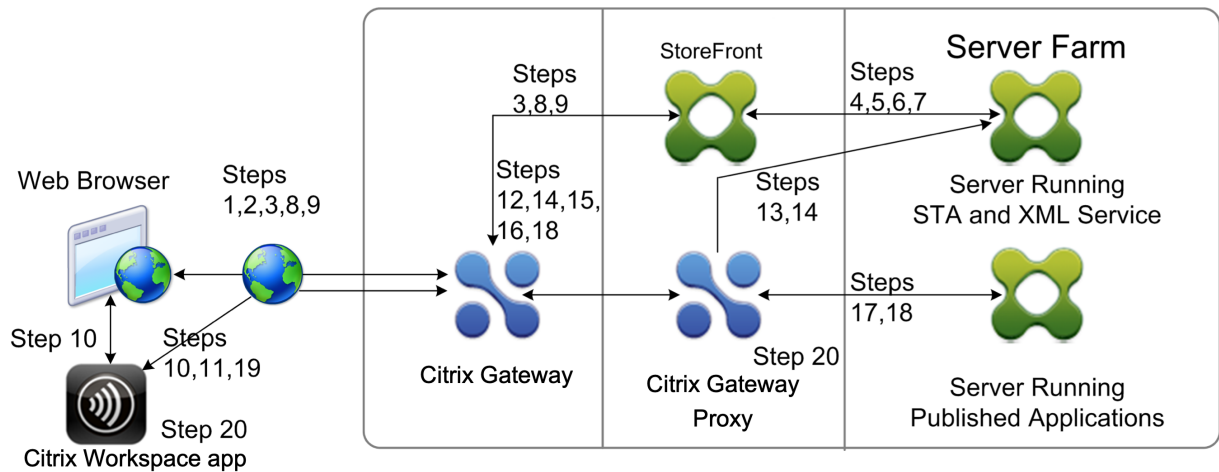 StoreFront
Server Farm
Steps
3,8,9
Steps
4,5,6,7
Web Browser
Steps
1,2,3,8,9
Steps
12,14,15,
16,18
Steps
13,14
Server Running
STA and XML Service
Step 10
Steps
10,11,19
Steps
17,18
Citrix Gateway
Step 20
Citrix Gateway
Proxy
Server Running
Published Applications
Step 20
Citrix Workspace app